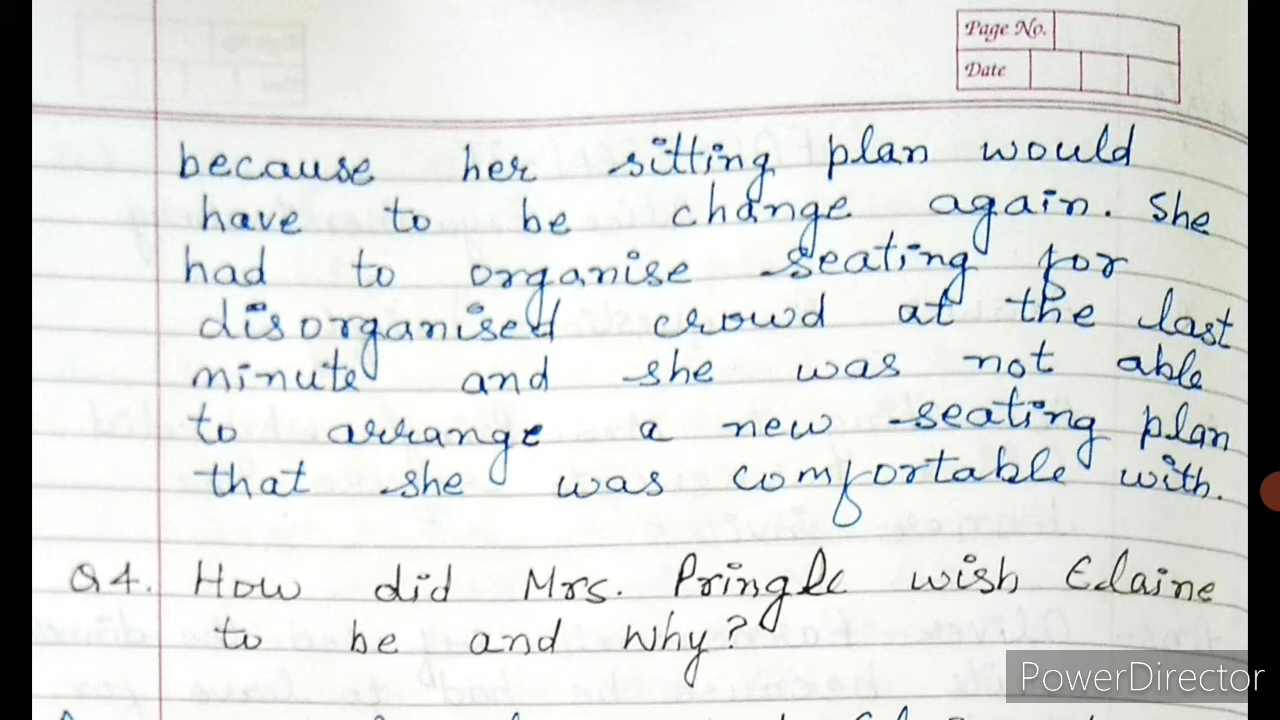 Page No.
Date
because her sitting plan would
have to be change again. She
had to organise seating for
disorganised crowd at the last
minute and she was not able
to arrange a new seating plan
that she was comfortable with.
Q4. How did Mrs. Pringle wish Elaine
to be and why?
PowerDirector